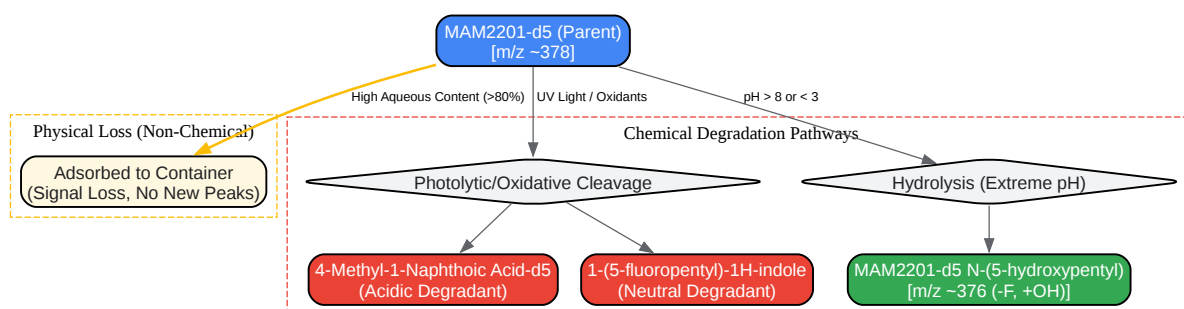 MAM2201-d5 (Parent)
[m/z ~378]
High Aqueous Content (>80%)
UV Light / Oxidants
pH > 8 or < 3
Physical Loss (Non-Chemical)
Chemical Degradation Pathways
Adsorbed to Container
(Signal Loss, No New Peaks)
Photolytic/Oxidative Cleavage
Hydrolysis (Extreme pH)
4-Methyl-1-Naphthoic Acid-d5
(Acidic Degradant)
1-(5-fluoropentyl)-1H-indole
(Neutral Degradant)
MAM2201-d5 N-(5-hydroxypentyl)
[m/z ~376 (-F, +OH)]